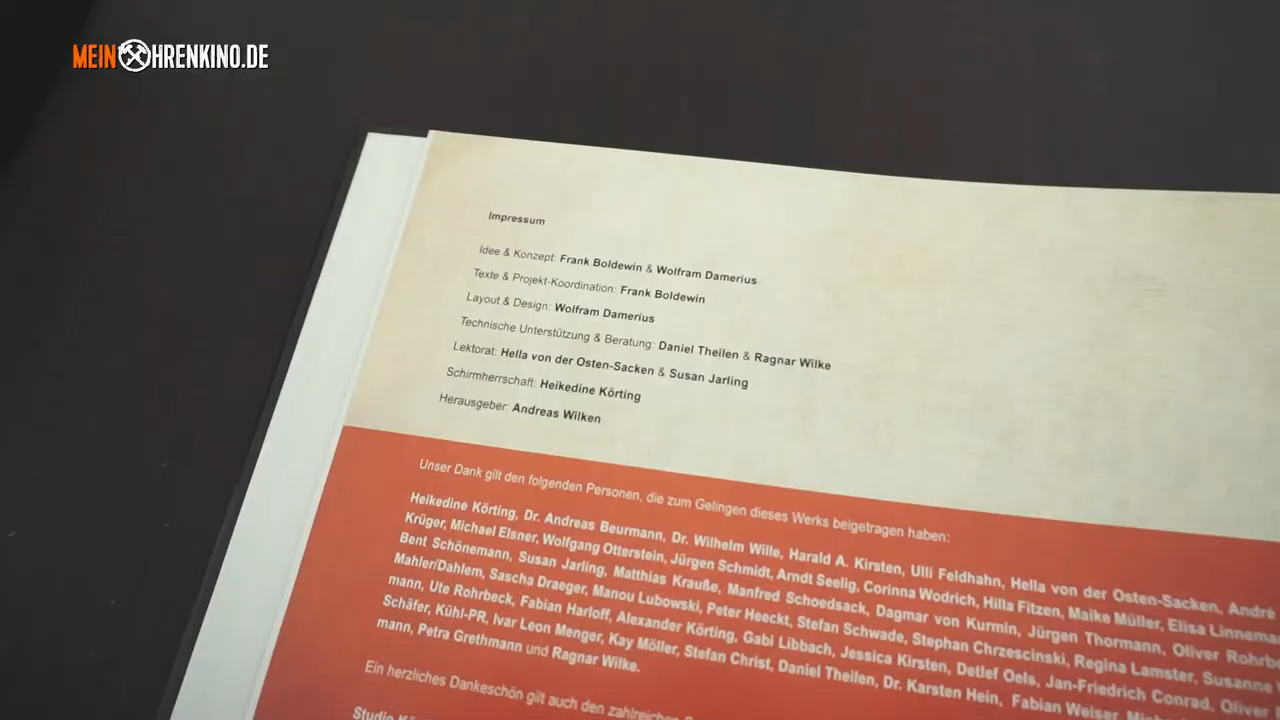 MEINOHRENKINO.DE
Impressum
Idee & Konzept: Frank Boldewin & Wolfram Damerius
Texte & Projekt-Koordination: Frank Boldewin
Layout & Design: Wolfram Damerius
Technische Unterstützung & Beratung: Daniel Theilen & Ragnar Wilke
Lektorat: Hella von der Osten-Sacken & Susan Jarling
Schirmherrschaft: Heikedine Körting
Herausgeber: Andreas Wilken
Unser Dank gilt den folgenden Personen, die zum Gelingen dieses Werks beigetragen haben:
Heikedine Körting, Dr. Andreas Beurmann, Dr. Wilhelm Wille, Harald A. Kirsten, Ulli Feldhahn, Hella von der Osten-Sacken, André
Krüger, Michael Elsner, Wolfgang Otterstein, Jürgen Schmidt, Arndt Seelig, Corinna Wodrich, Hilla Fitzen, Maike Müller, Elisa Linnema
Bent Schönemann, Susan Jarling, Matthias Krauße, Manfred Schoedsack, Dagmar von Kurmin, Jürgen Thormann, Oliver Rohrb
Mahler/Dahlem, Sascha Draeger, Manou Lubowski, Peter Heeckt, Stefan Schwade, Stephan Chrzescinski, Regina Lamster, Susanne
mann, Ute Rohrbeck, Fabian Harloff, Alexander Körting, Gabi Libbach, Jessica Kirsten, Detlef Oels, Jan-Friedrich Conrad, Oliver
Schäfer, Kühl-PR, Ivar Leon Menger, Kay Möller, Stefan Christ, Daniel Theilen, Dr. Karsten Hein, Fabian Weiser
mann, Petra Grethmann und Ragnar Wilke.
Ein herzliches Dankeschön gilt auch den zahlreichen
Studio